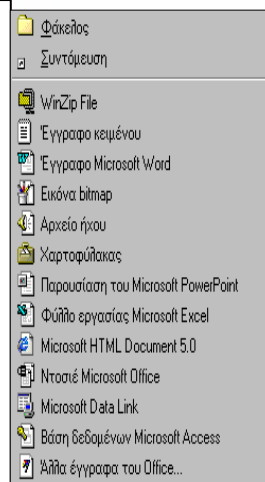 Φάκελος
Συντόμευση
WinZip File
Έγγραφο κειμένου
Έγγραφο Microsoft Word
Εικόνα bitmap
Αρχείο ήχου
Χαρτοφύλακας
Παρουσίαση του Microsoft PowerPoint
Φύλλο εργασίας Microsoft Excel
Microsoft HTML Document 5.0
Ντοσιέ Microsoft Office
Microsoft Data Link
Βάση δεδομένων Microsoft Access
Άλλα έγγραφα του Office...